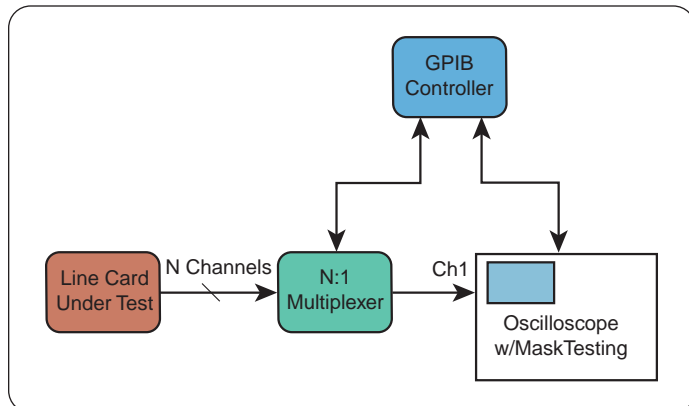 GPIB
Controller
N Channels
Line Card
Under Test
N:1
Multiplexer
Ch1
Oscilloscope
w/MaskTesting